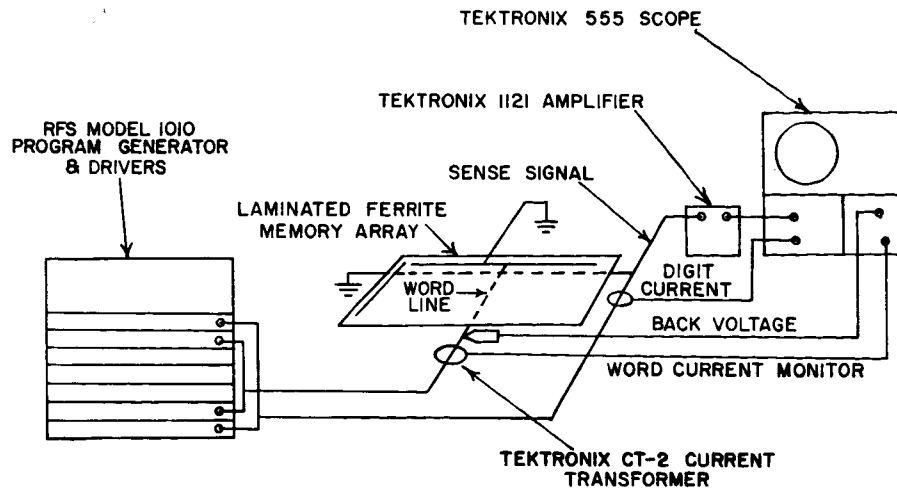 TEKTRONIX 555 SCOPE
TEKTRONIX 1121 AMPLIFIER
RFS MODEL 1010
PROGRAM GENERATOR
& DRIVERS
SENSE SIGNAL
LAMINATED FERRITE
MEMORY ARRAY
WORD
LINE
DIGIT
CURRENT
BACK VOLTAGE
WORD CURRENT MONITOR
TEKTRONIX CT-2 CURRENT
TRANSFORMER